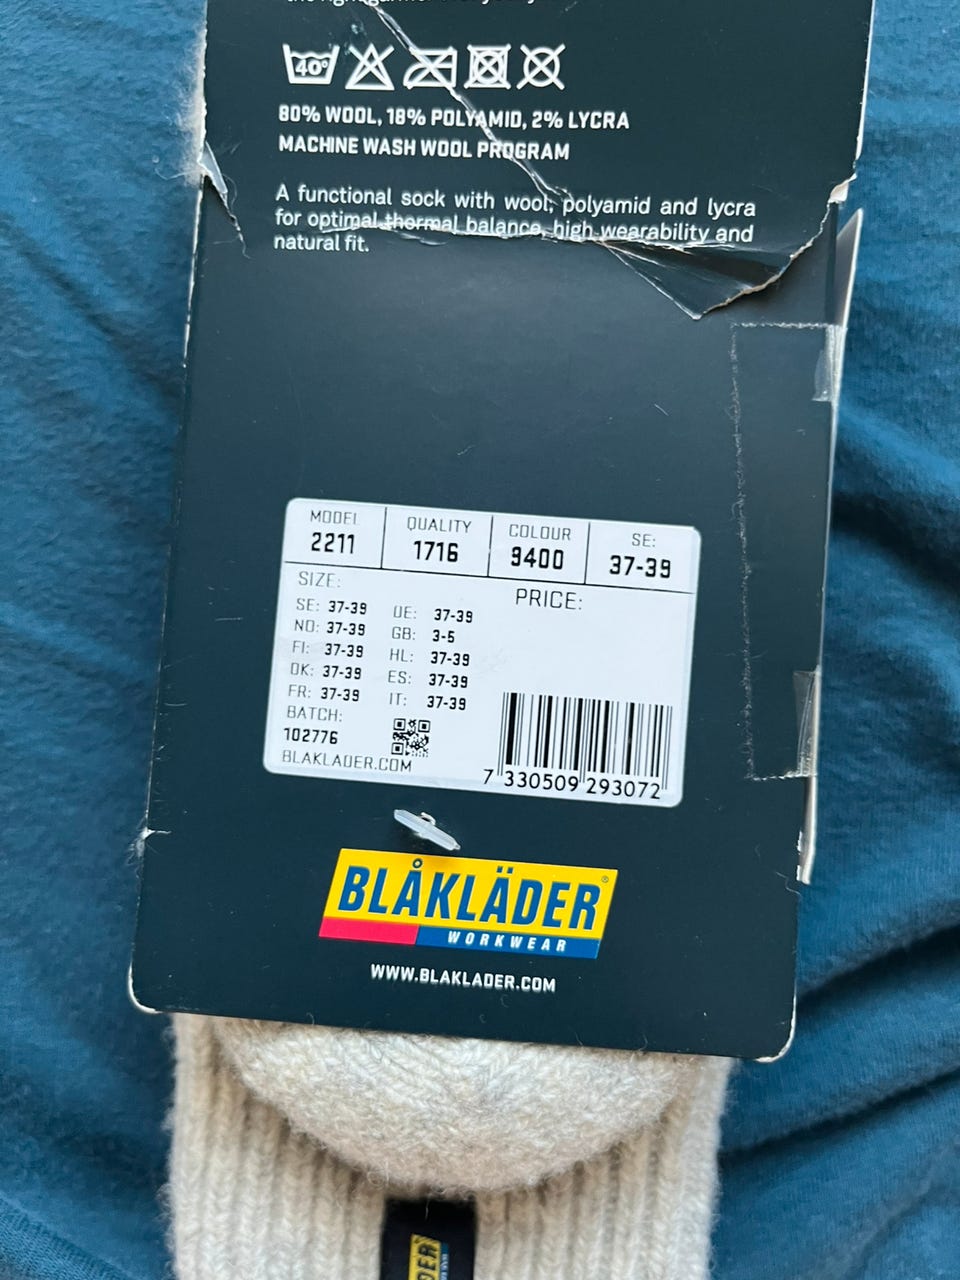 40°
80% WOOL, 18% POLYAMID, 2% LYCRA
MACHINE WASH WOOL PROGRAM
A functional sock with wool, polyamid and lycra
for optimal thermal balance, high wearability and
natural fit.
MODEL QUALITY COLOUR SE:
2211 1716 9400 37-39
SIZE: PRICE:
SE: 37-39 DE: 37-39
NO: 37-39 GB: 3-5
FI: 37-39 HL: 37-39
DK: 37-39 ES: 37-39
FR: 37-39 IT: 37-39
BATCH:
102776
BLAKLADER.COM
7 330509 293072
BLÅKLÄDER®
WORKWEAR
WWW.BLAKLADER.COM